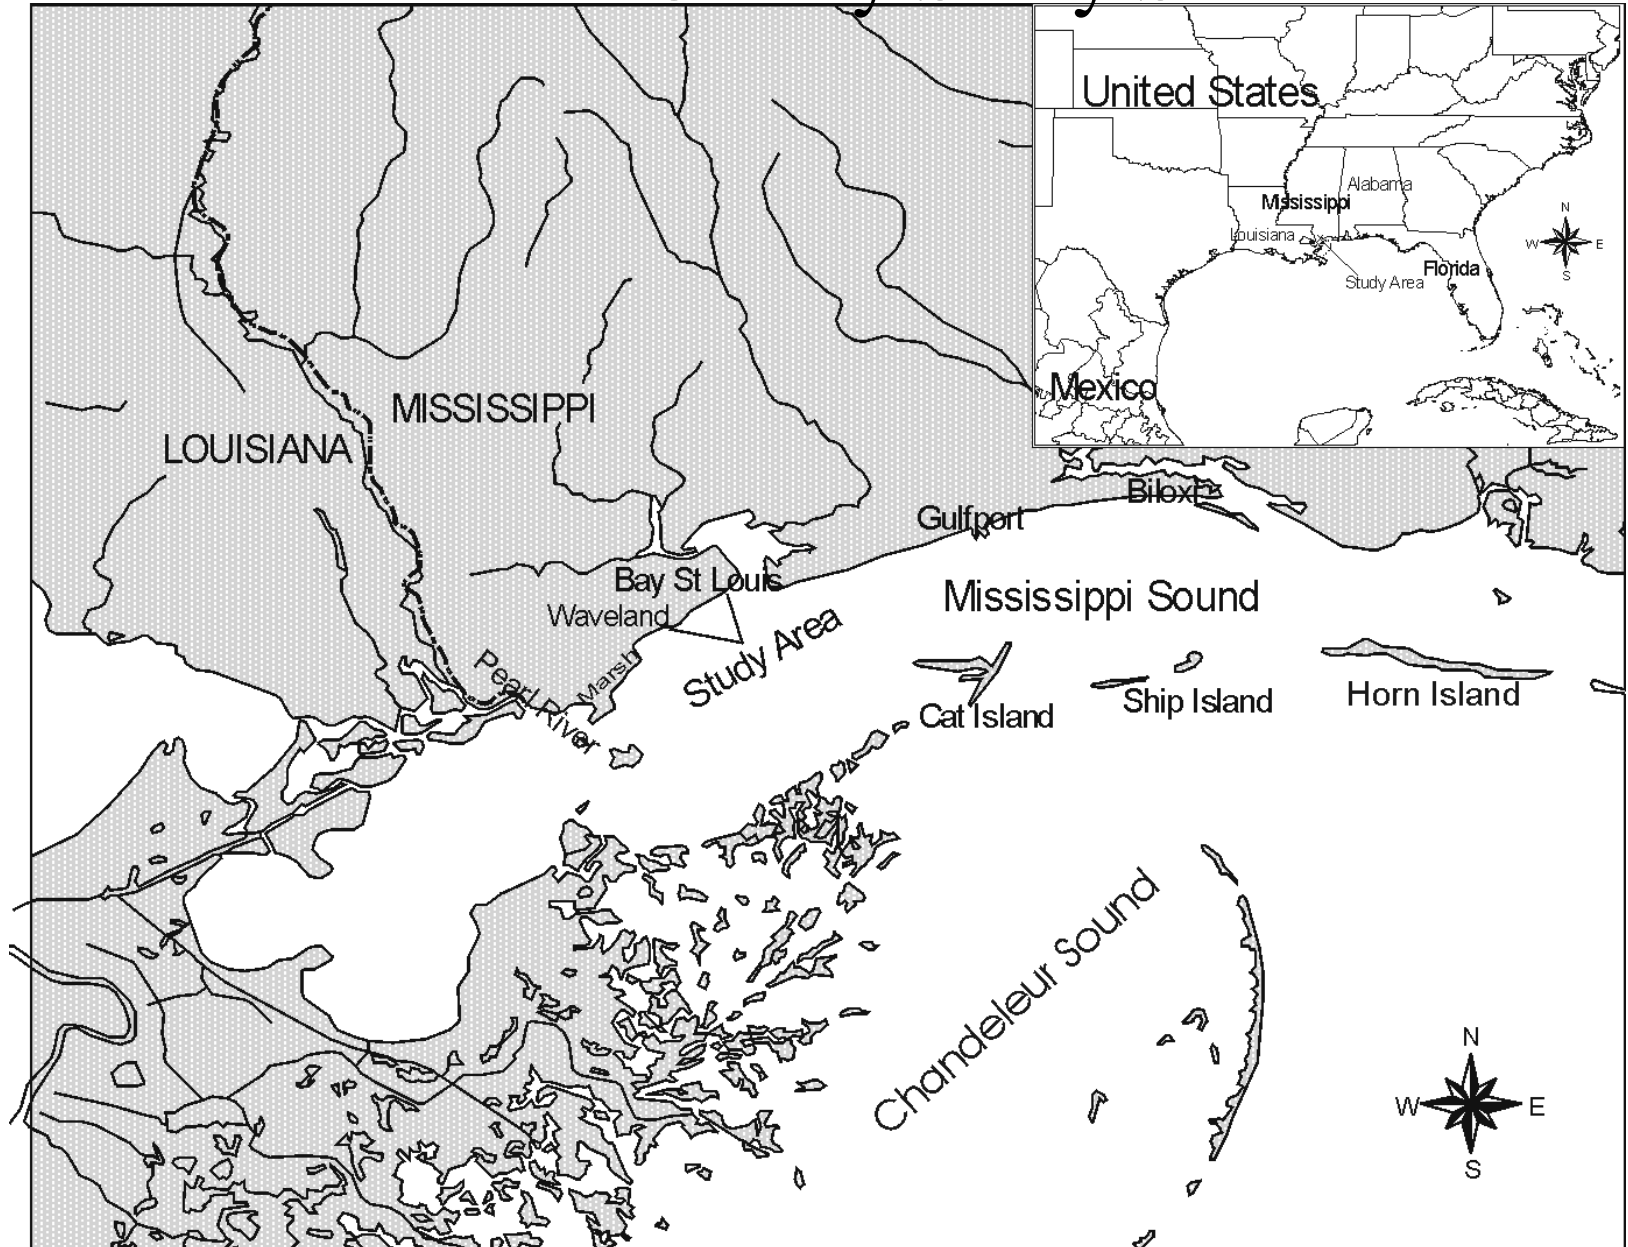 United States
Alabama
Mississippi
Louisiana
N
W
E
S
Florida
Study Area
Mexico
MISSISSIPPI
LOUISIANA
Biloxi
Gulfport
Bay St Louis
Waveland
Mississippi Sound
Study Area
Pearl River
Marsh
Cat Island
Ship Island
Horn Island
Chandeleur Sound
N
W
E
S